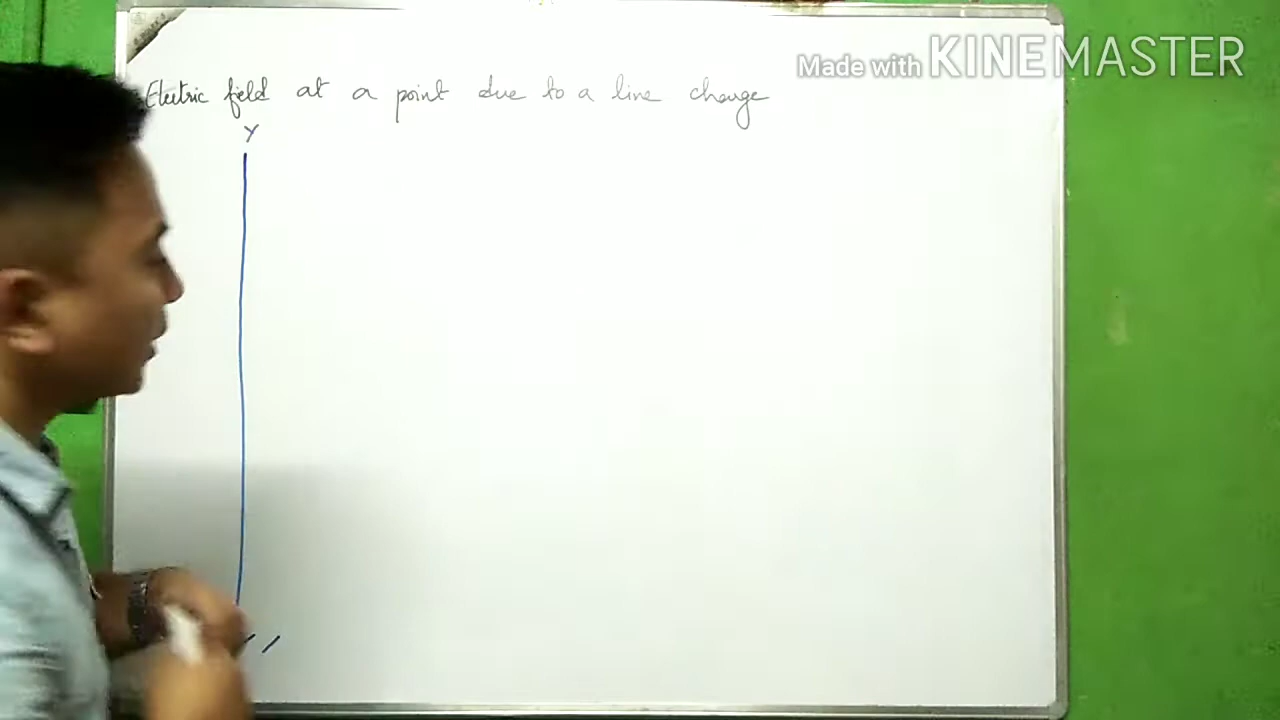 Made with KINEMASTER
Electric field at a point due to a line charge
Y